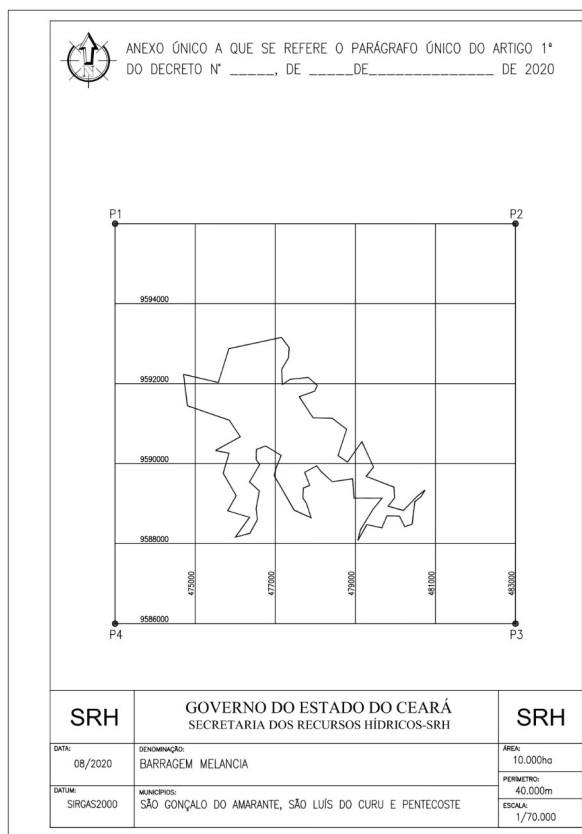 ANEXO ÚNICO A QUE SE REFERE O PARÁGRAFO ÚNICO DO ARTIGO 1º
DO DECRETO N° _____, DE _____DE______________ DE 2020
N
P1
P2
9594000
9592000
9590000
9588000
475000
477000
479000
481000
483000
9586000
P4
P3
SRH
GOVERNO DO ESTADO DO CEARÁ
SECRETARIA DOS RECURSOS HÍDRICOS-SRH
SRH
DATA:
08/2020
DENOMINAÇÃO:
BARRAGEM MELANCIA
ÁREA:
10.000ha
PERÍMETRO:
40.000m
DATUM:
SIRGAS2000
MUNICÍPIOS:
SÃO GONÇALO DO AMARANTE, SÃO LUÍS DO CURU E PENTECOSTE
ESCALA:
1/70.000